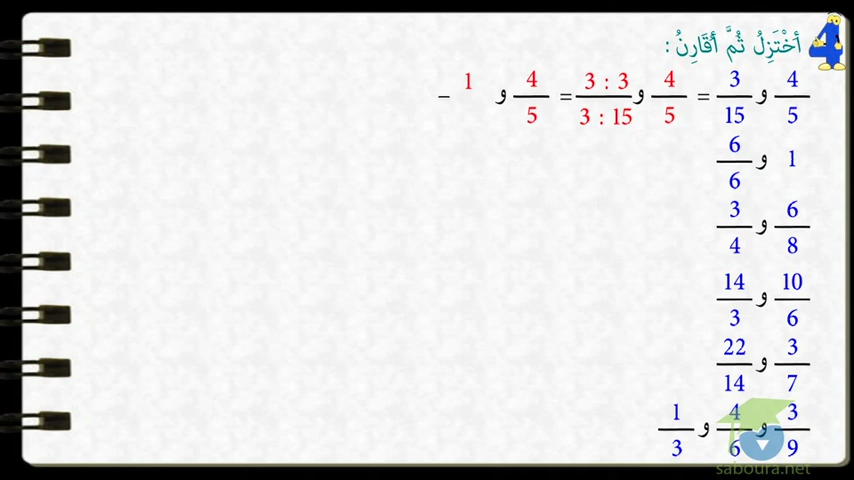 4 أَخْتَزِلُ ثُمَّ أُقَارِنُ :
4/5 و 3/15 = 4/5 و 3 : 3/3 : 15 = 4/5 و 1/
1 و 6/6
6/8 و 3/4
10/6 و 14/3
3/7 و 22/14
3/9 و 4/6 و 1/3
saboura.net